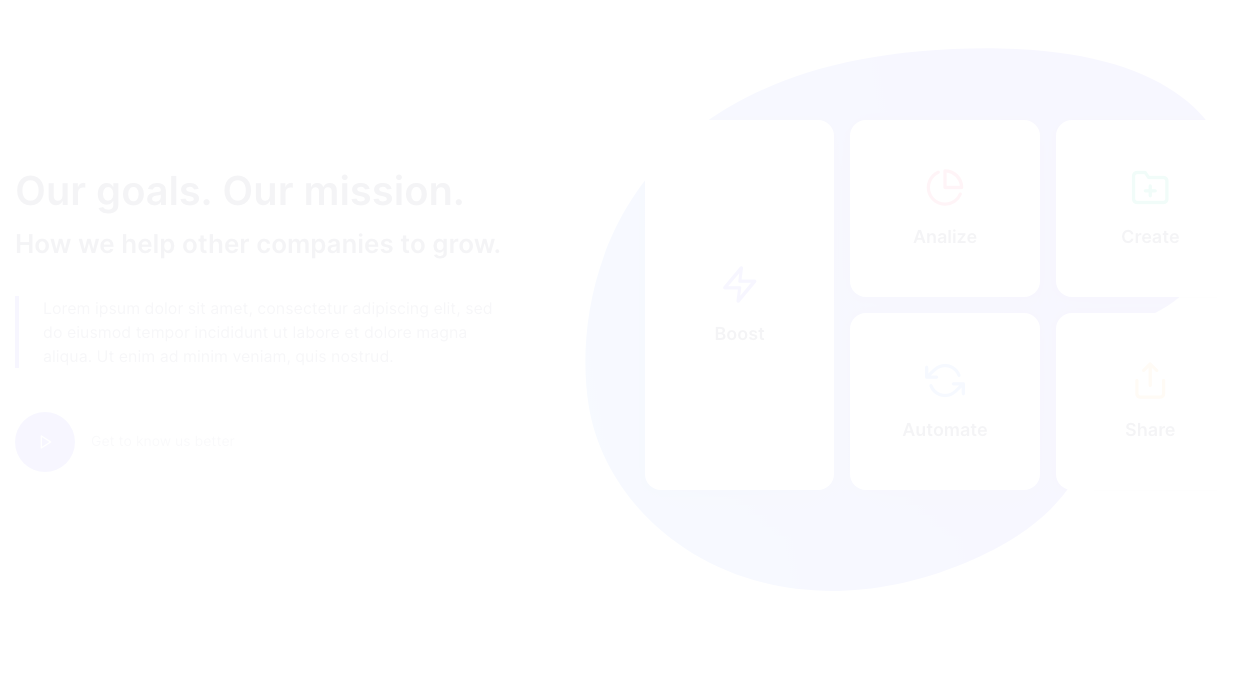 Our goals. Our mission.
How we help other companies to grow.
Lorem ipsum dolor sit amet, consectetur adipiscing elit, sed
do eiusmod tempor incididunt ut labore et dolore magna
aliqua. Ut enim ad minim veniam, quis nostrud.
Get to know us better
Boost
Analize
Create
Automate
Share